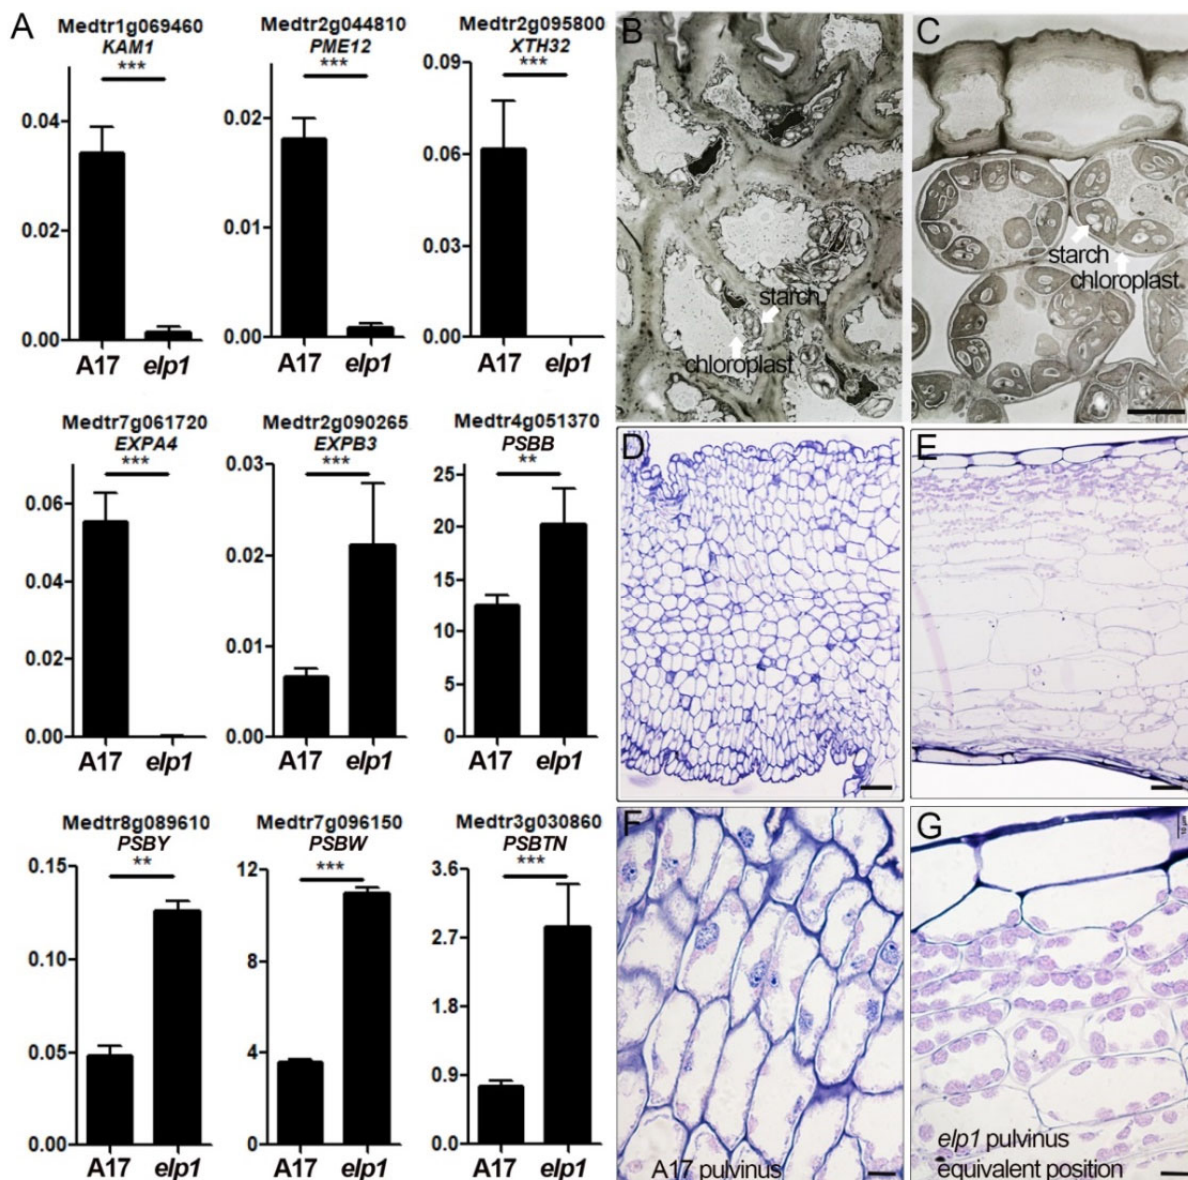 A
Medtr1g069460
KAM1
***
0.04
0.02
0.00
A17 elp1
Medtr2g044810
PME12
***
0.02
0.01
0.00
A17 elp1
Medtr2g095800
XTH32
***
0.09
0.06
0.03
0.00
A17 elp1
Medtr7g061720
EXPA4
***
0.06
0.04
0.02
0.00
A17 elp1
Medtr2g090265
EXPB3
***
0.03
0.02
0.01
0.00
A17 elp1
Medtr4g051370
PSBB
**
25
20
15
10
5
0
A17 elp1
Medtr8g089610
PSBY
**
0.15
0.10
0.05
0.00
A17 elp1
Medtr7g096150
PSBW
***
12
8
4
0
A17 elp1
Medtr3g030860
PSBTN
***
3.6
2.7
1.8
0.9
0.0
A17 elp1
B
starch
chloroplast
C
starch
chloroplast
D
E
F
A17 pulvinus
G
10 μm
elp1 pulvinus
equivalent position